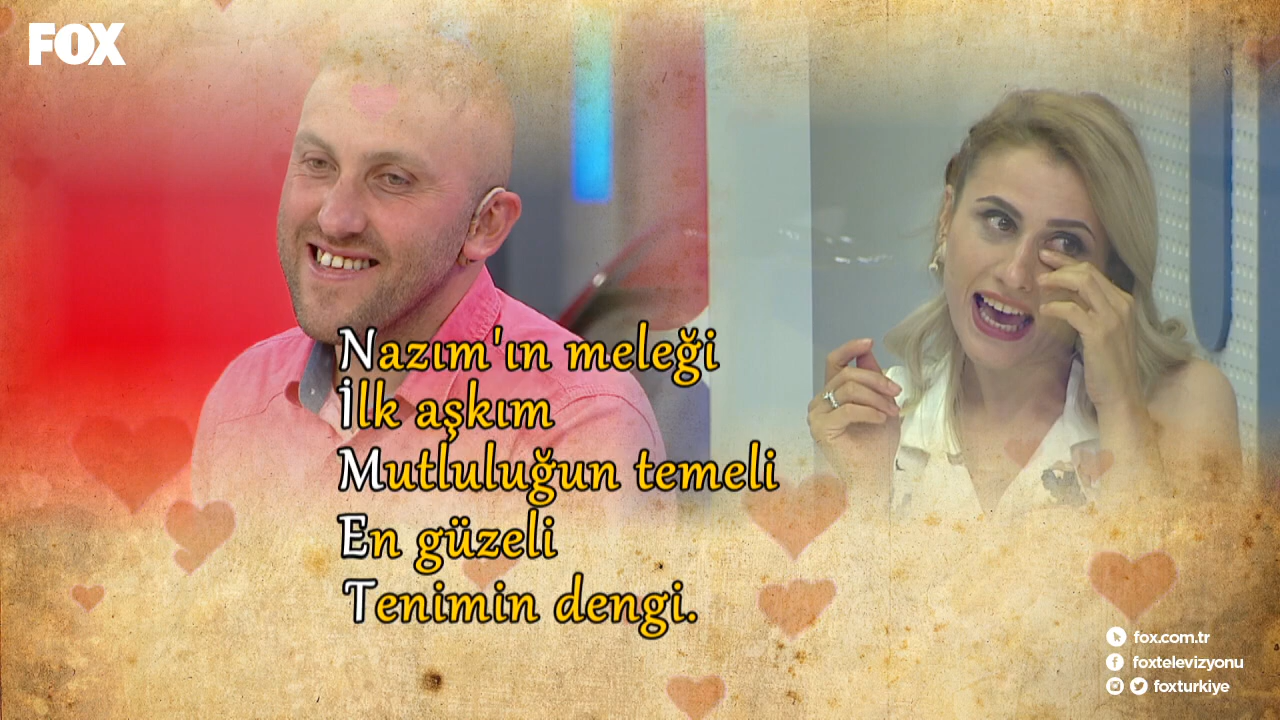 FOX
Nazım'ın meleği
İlk aşkım
Mutluluğun temeli
En güzeli
Tenimin dengi.
fox.com.tr
foxtelevizyonu
foxturkiye